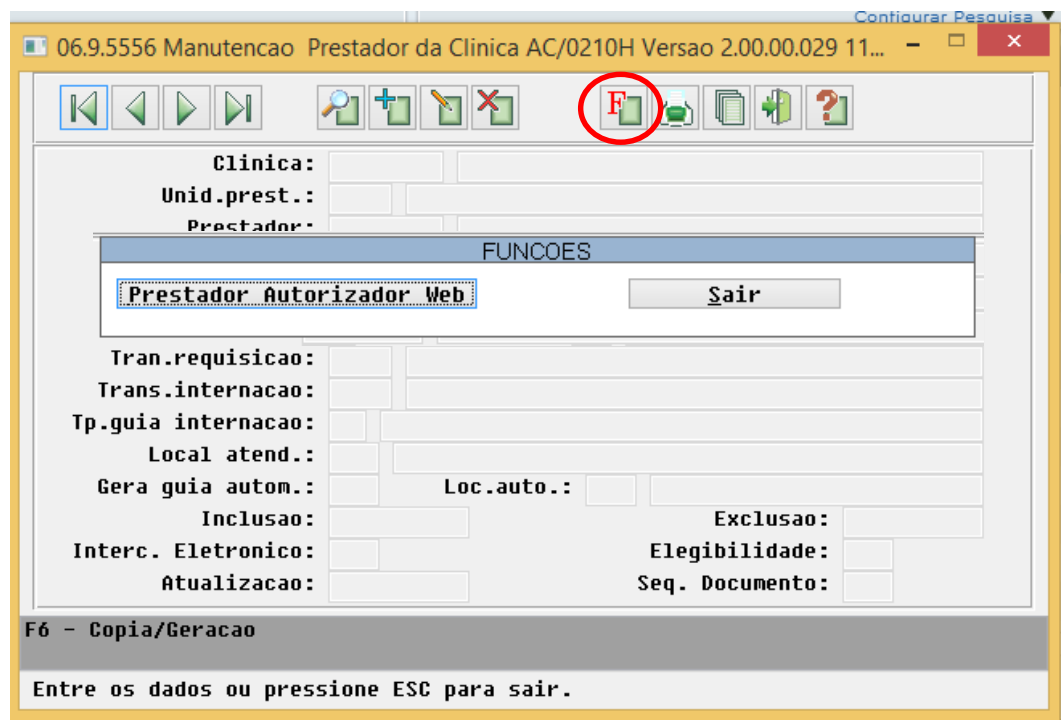 Configurar Pesquisa
06.9.5556 Manutencao Prestador da Clinica AC/0210H Versao 2.00.00.029 11...
F
Clinica:
Unid.prest.:
Prestador:
FUNCOES
Prestador Autorizador Web Sair
Tran.requisicao:
Trans.internacao:
Tp.guia internacao:
Local atend.:
Gera guia autom.: Loc.auto.:
Inclusao: Exclusao:
Interc. Eletronico: Elegibilidade:
Atualizacao: Seq. Documento:
F6 - Copia/Geracao
Entre os dados ou pressione ESC para sair.